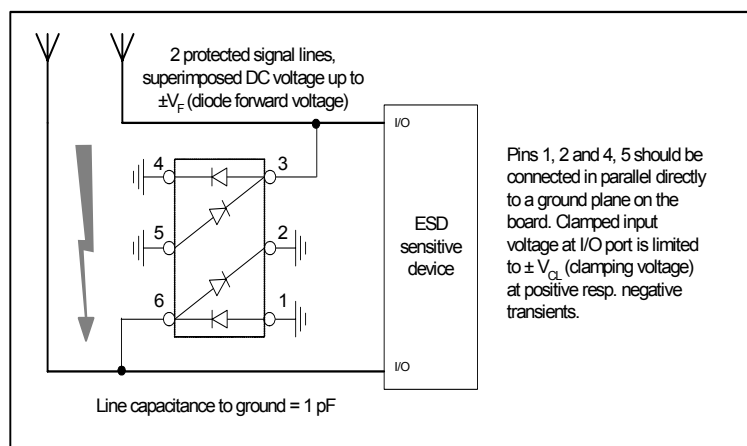 2 protected signal lines,
superimposed DC voltage up to
±VF (diode forward voltage)
I/O
4
3
5
2
6
1
ESD
sensitive
device
I/O
Pins 1, 2 and 4, 5 should be
connected in parallel directly
to a ground plane on the
board. Clamped input
voltage at I/O port is limited
to ± VCL (clamping voltage)
at positive resp. negative
transients.
Line capacitance to ground = 1 pF